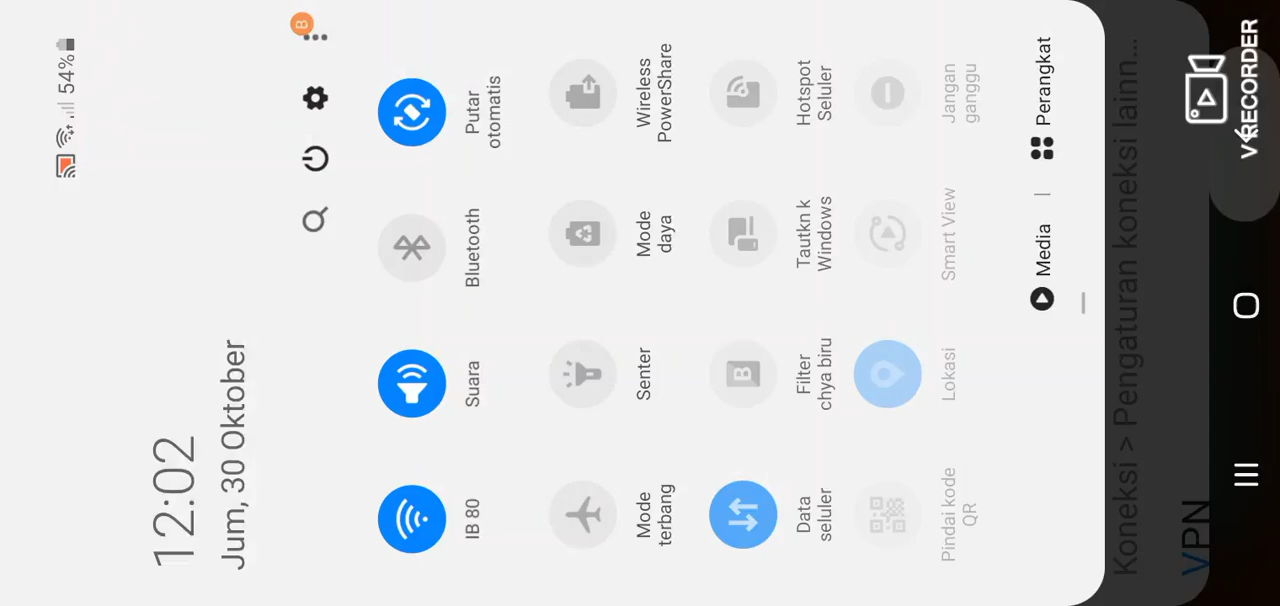 54%
12:02
Jum, 30 Oktober
B
IB 80
Suara
Bluetooth
Putar
otomatis
Mode
terbang
Senter
Mode
daya
Wireless
PowerShare
Data
seluler
Filter
chya biru
B
Tautkn k
Windows
Hotspot
Seluler
Pindai kode
QR
Lokasi
Smart View
Jangan
ganggu
Media | Perangkat
Koneksi > Pengaturan koneksi lainn...
VPN
VRECORDER